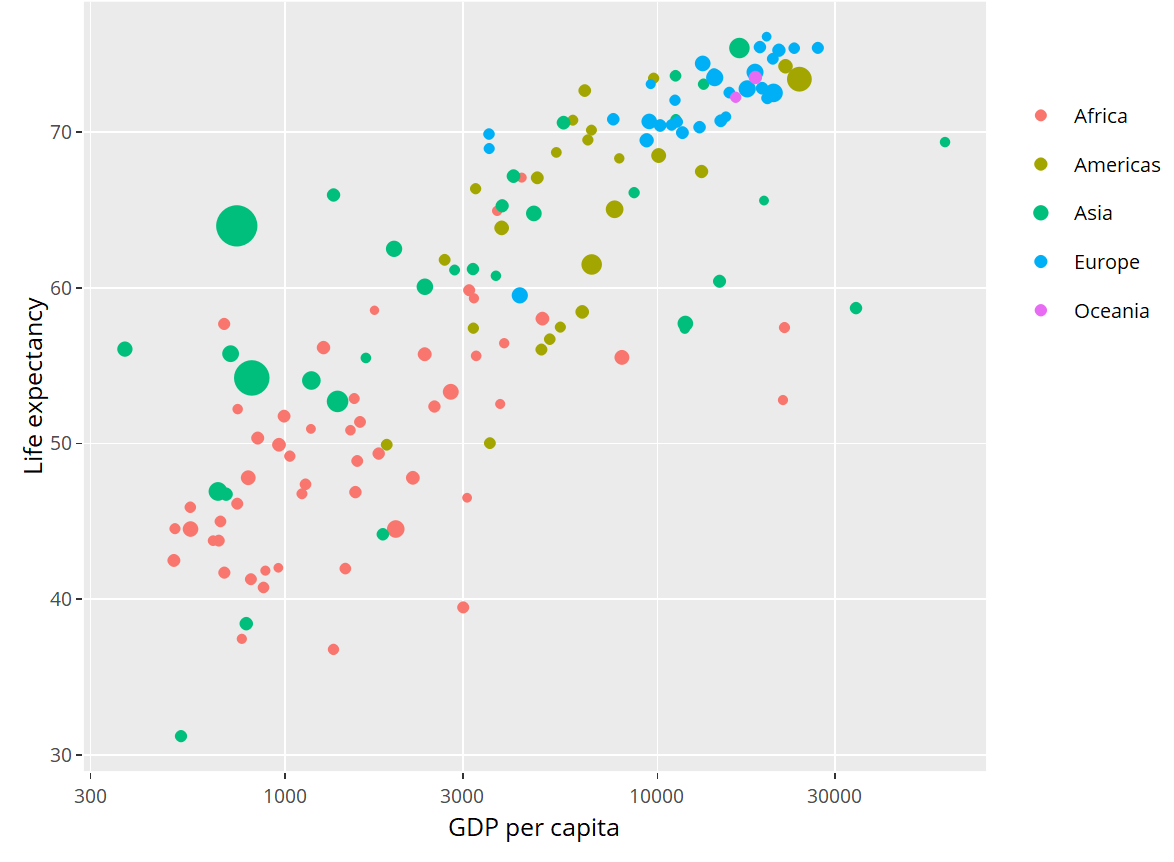 70
60
50
40
30
Life expectancy
300
1000
3000
10000
30000
GDP per capita
Africa
Americas
Asia
Europe
Oceania